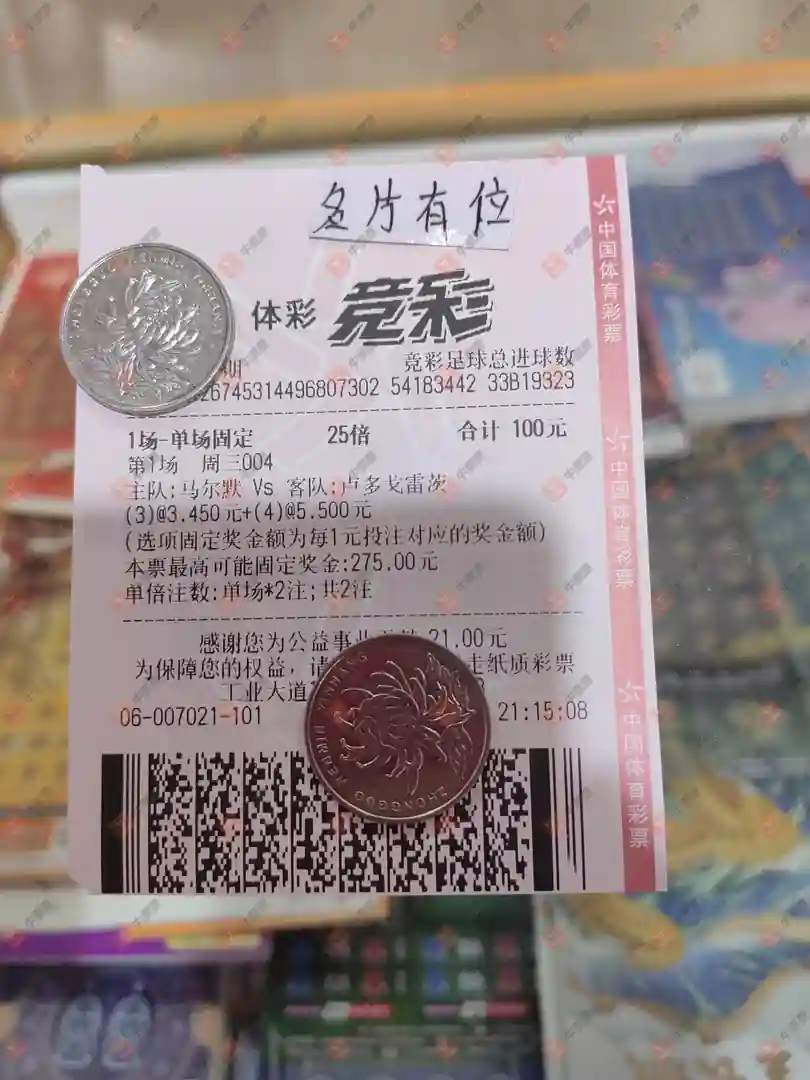 名片有位
体彩 竞彩
期 竞彩足球总进球数
26745314496807302 54183442 33B19323
1场-单场固定 25倍 合计 100元
第1场 周三004
主队:马尔默 Vs 客队:卢多戈雷茨
(3)@3.450元+(4)@5.500元
(选项固定奖金额为每1元投注对应的奖金额)
本票最高可能固定奖金:275.00元
单倍注数:单场*2注;共2注
感谢您为公益事业 21.00元
为保障您的权益,请 走纸质彩票
工业大道
06-007021-101 21:15:08
中国体育彩票
中国体育彩票
中国体育彩票
ZHONGGUO RENMIN YINHANG